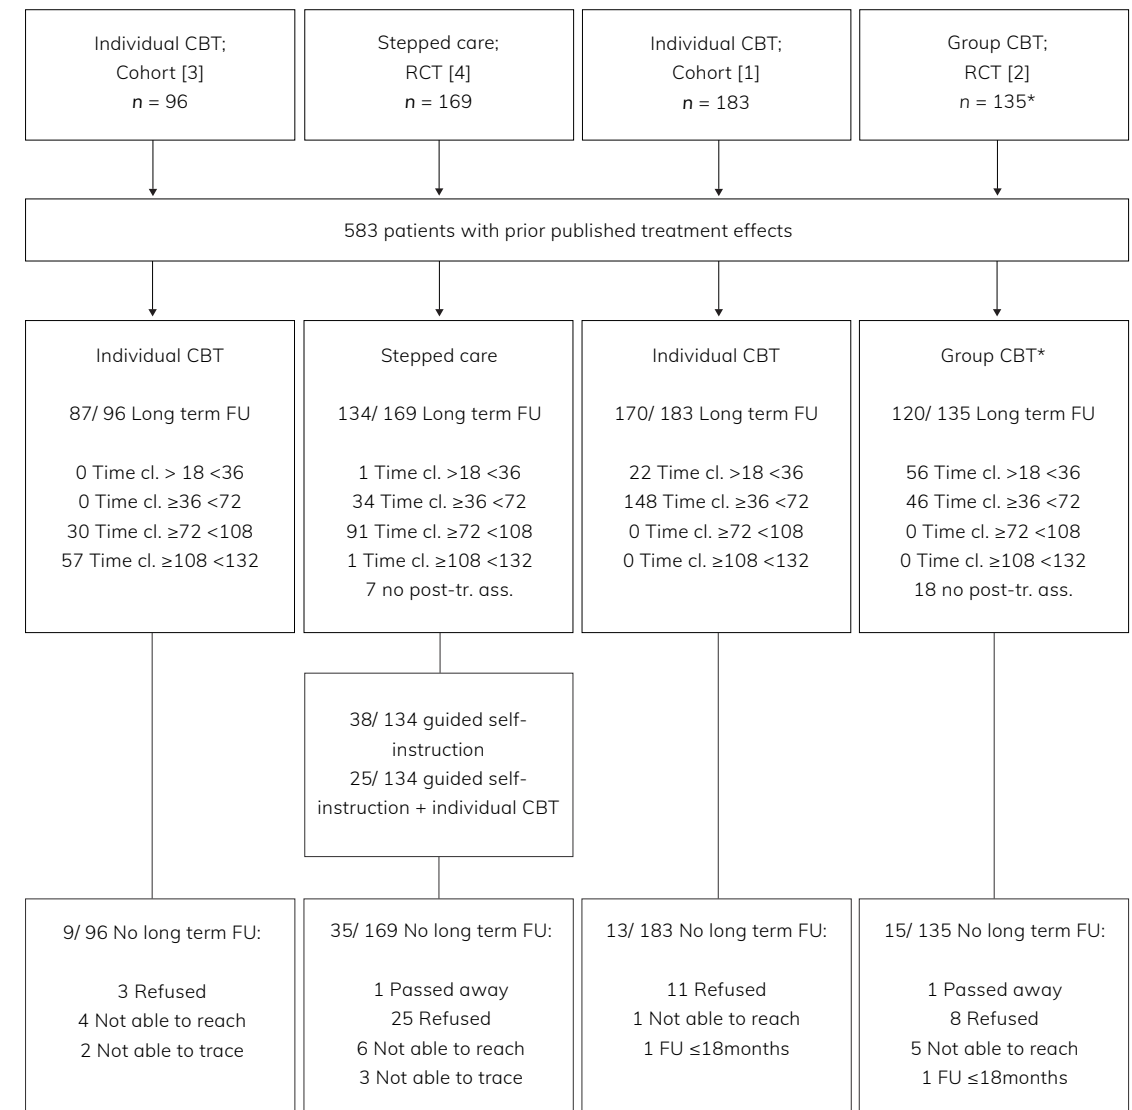 Individual CBT;
Cohort [3]
n = 96
Stepped care;
RCT [4]
n = 169
Individual CBT;
Cohort [1]
n = 183
Group CBT;
RCT [2]
n = 135*
583 patients with prior published treatment effects
Individual CBT
87/ 96 Long term FU
0 Time cl. > 18 <36
0 Time cl. ≥36 <72
30 Time cl. ≥72 <108
57 Time cl. ≥108 <132
Stepped care
134/ 169 Long term FU
1 Time cl. >18 <36
34 Time cl. ≥36 <72
91 Time cl. ≥72 <108
1 Time cl. ≥108 <132
7 no post-tr. ass.
Individual CBT
170/ 183 Long term FU
22 Time cl. >18 <36
148 Time cl. ≥36 <72
0 Time cl. ≥72 <108
0 Time cl. ≥108 <132
Group CBT*
120/ 135 Long term FU
56 Time cl. >18 <36
46 Time cl. ≥36 <72
0 Time cl. ≥72 <108
0 Time cl. ≥108 <132
18 no post-tr. ass.
38/ 134 guided self-
instruction
25/ 134 guided self-
instruction + individual CBT
9/ 96 No long term FU:
3 Refused
4 Not able to reach
2 Not able to trace
35/ 169 No long term FU:
1 Passed away
25 Refused
6 Not able to reach
3 Not able to trace
13/ 183 No long term FU:
11 Refused
1 Not able to reach
1 FU ≤18months
15/ 135 No long term FU:
1 Passed away
8 Refused
5 Not able to reach
1 FU ≤18months